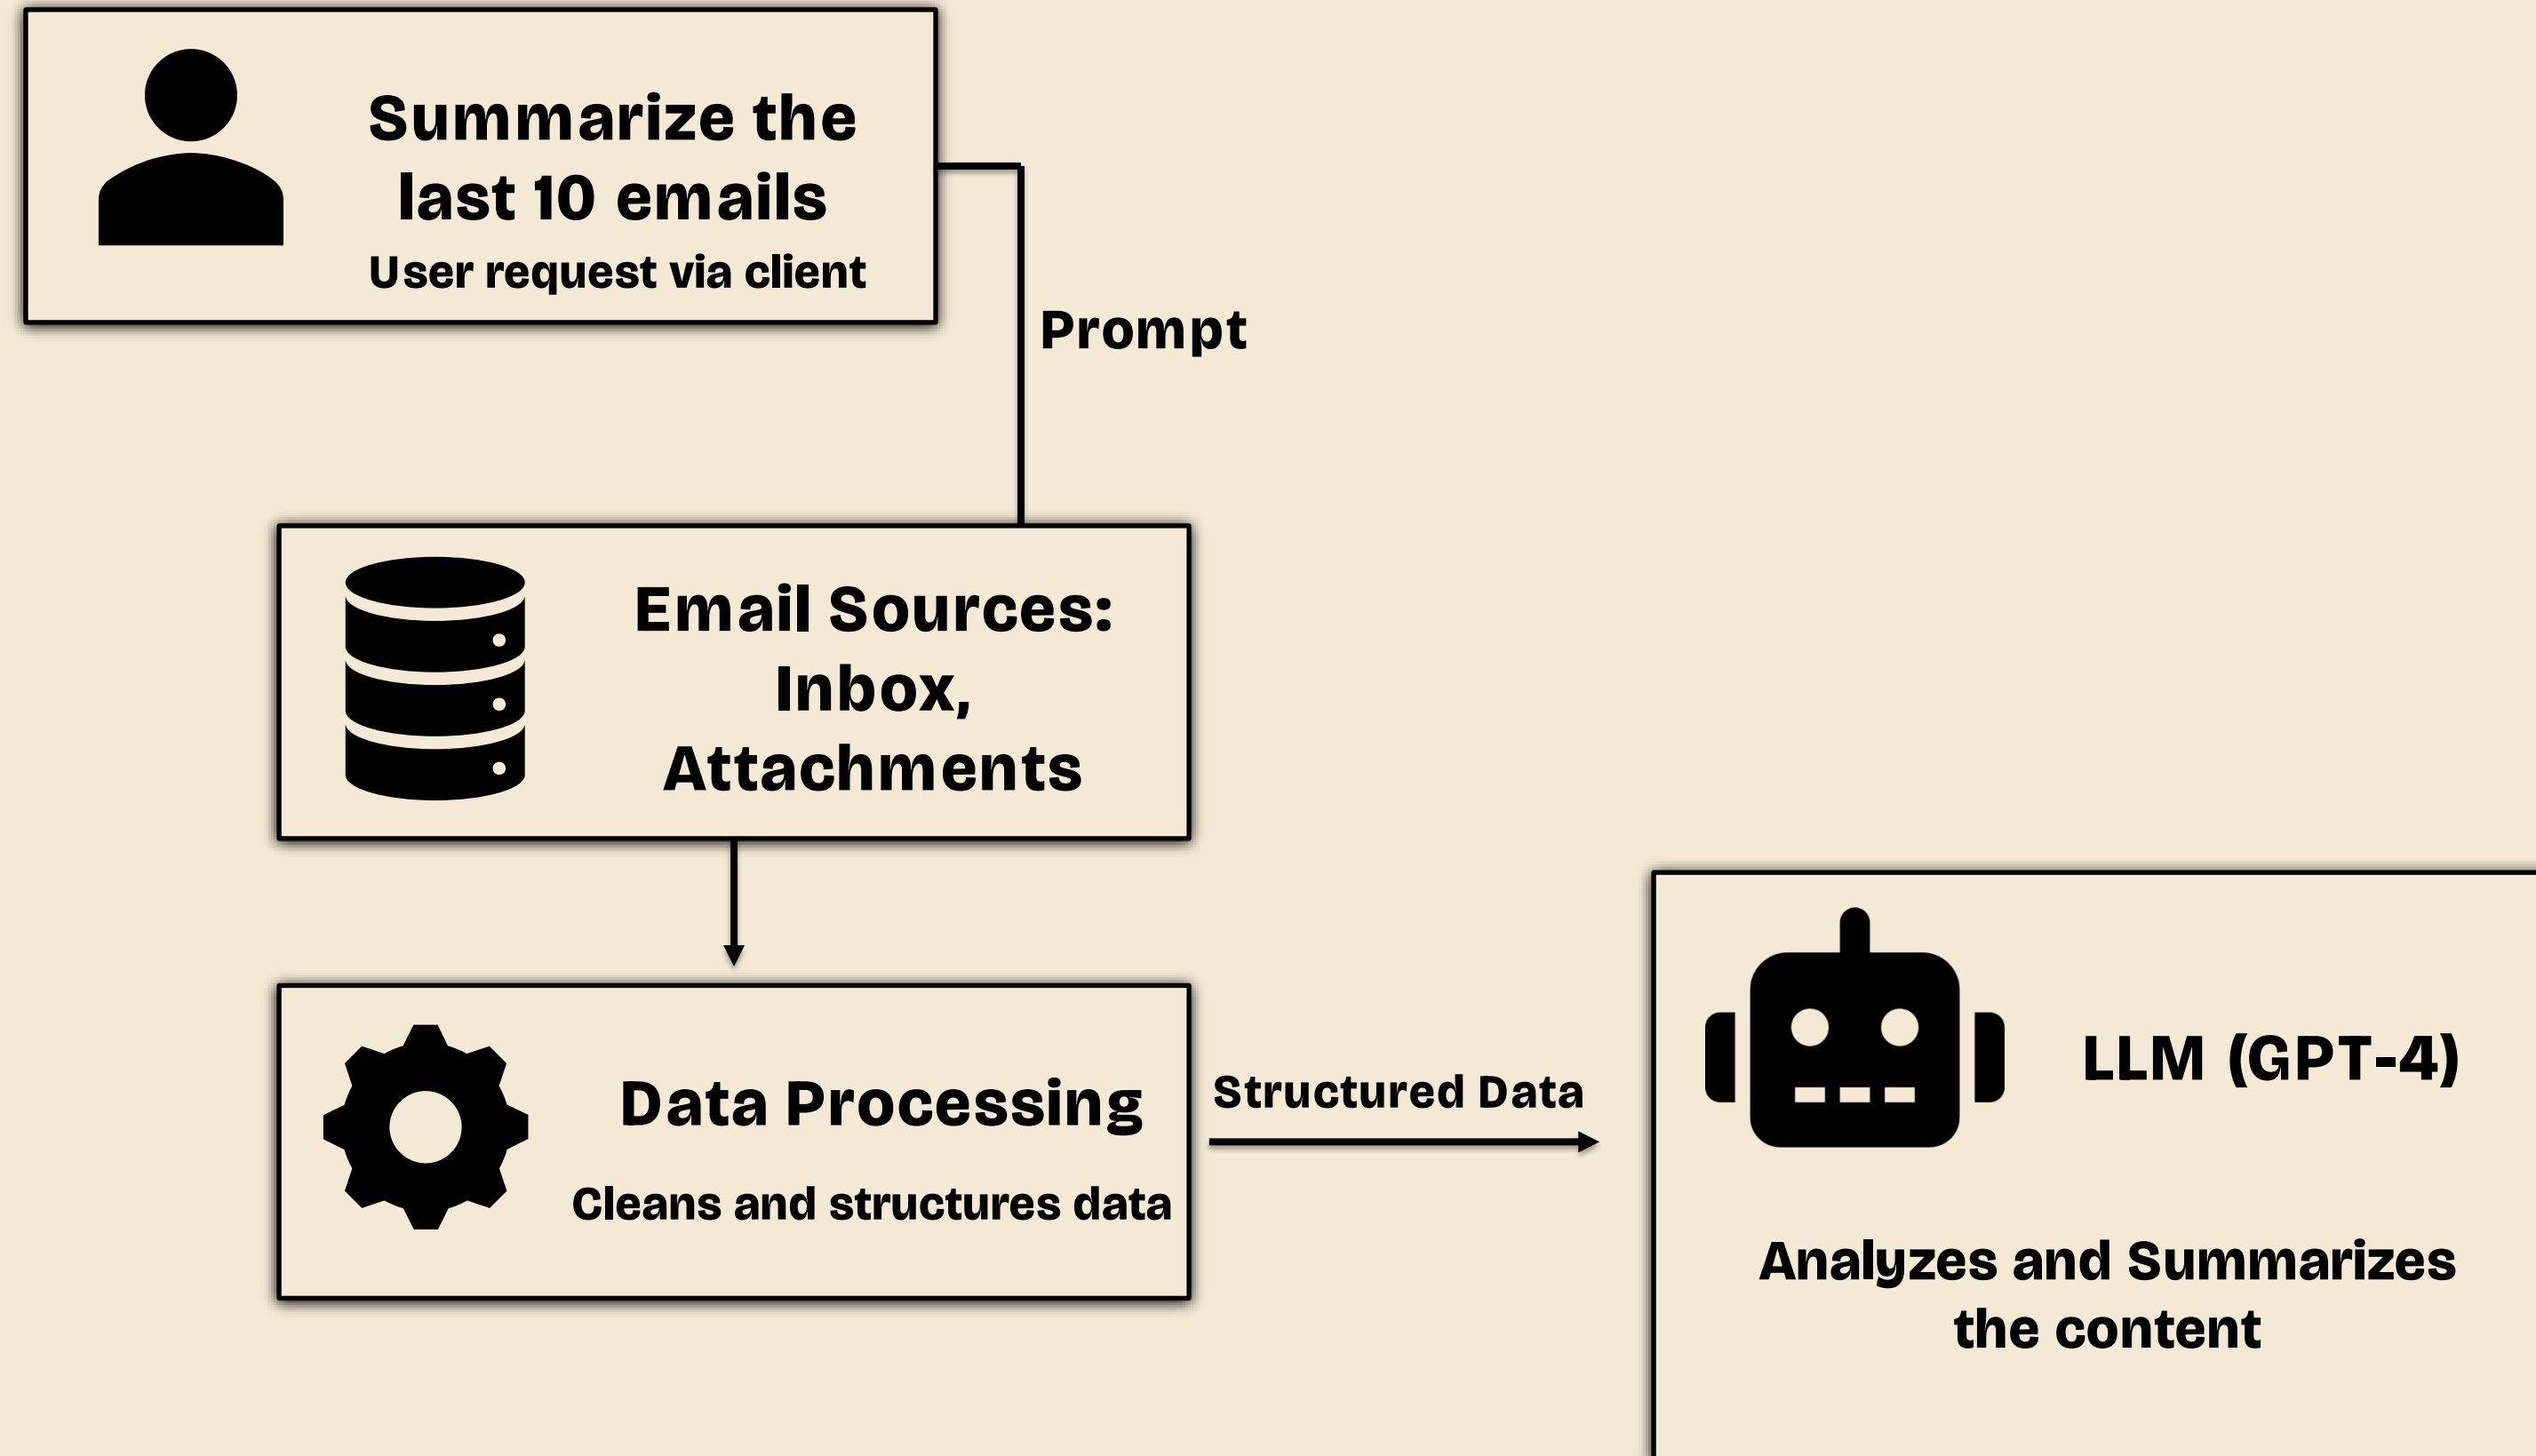 Summarize the
last 10 emails
User request via client
Prompt
Email Sources:
Inbox,
Attachments
Data Processing
Cleans and structures data
Structured Data
LLM (GPT-4)
Analyzes and Summarizes
the content